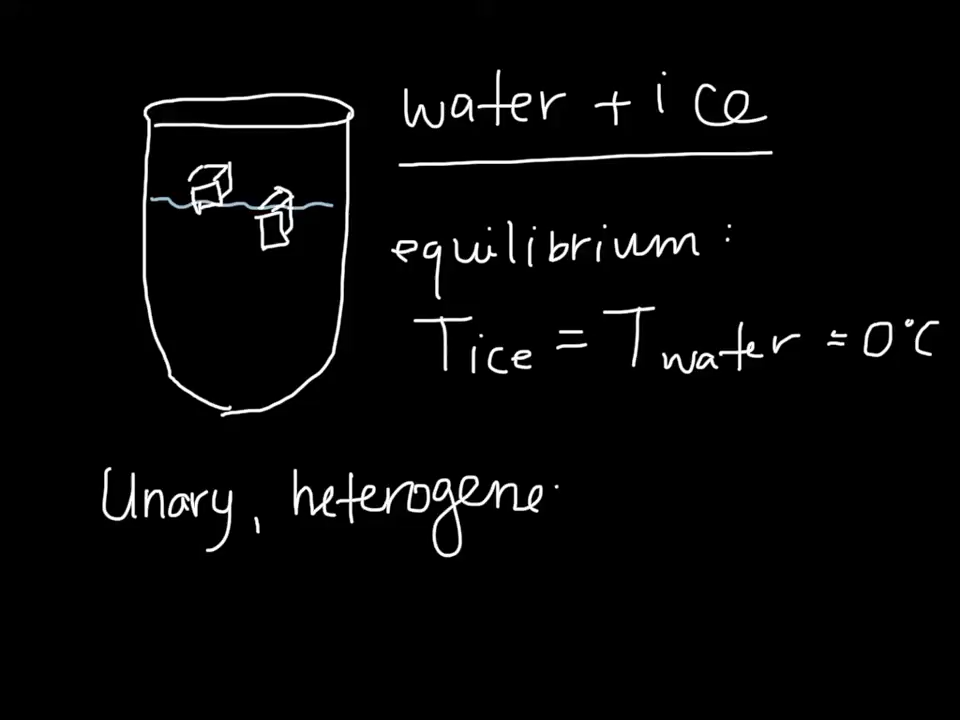 water + ice
equilibrium :
Tice = Twater = 0°C
Unary, heterogene